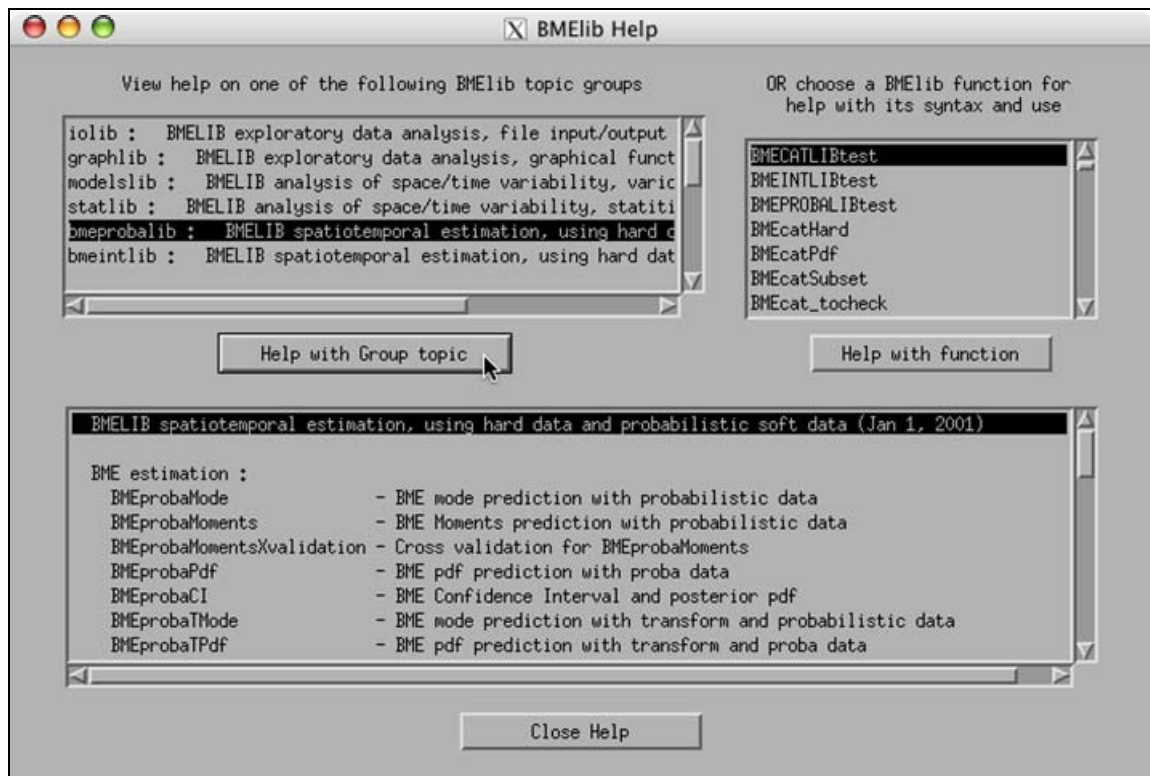 BMElib Help
View help on one of the following BMElib topic groups
iolib :   BMELIB exploratory data analysis, file input/output
graphlib :   BMELIB exploratory data analysis, graphical funct
modelslib :   BMELIB analysis of space/time variability, varic
statlib :   BMELIB analysis of space/time variability, statiti
bmeprobalib :   BMELIB spatiotemporal estimation, using hard d
bmeintlib :   BMELIB spatiotemporal estimation, using hard dat
Help with Group topic
OR choose a BMElib function for
help with its syntax and use
BMECATLIBtest
BMEINTLIBtest
BMEPROBALIBtest
BMEcatHard
BMEcatPdf
BMEcatSubset
BMEcat_tocheck
Help with function
BMELIB spatiotemporal estimation, using hard data and probabilistic soft data (Jan 1, 2001)
BME estimation :
BMEprobaMode - BME mode prediction with probabilistic data
BMEprobaMoments - BME Moments prediction with probabilistic data
BMEprobaMomentsXvalidation - Cross validation for BMEprobaMoments
BMEprobaPdf - BME pdf prediction with proba data
BMEprobaCI - BME Confidence Interval and posterior pdf
BMEprobaTMode - BME mode prediction with transform and probabilistic data
BMEprobaTPdf - BME pdf prediction with transform and proba data
Close Help